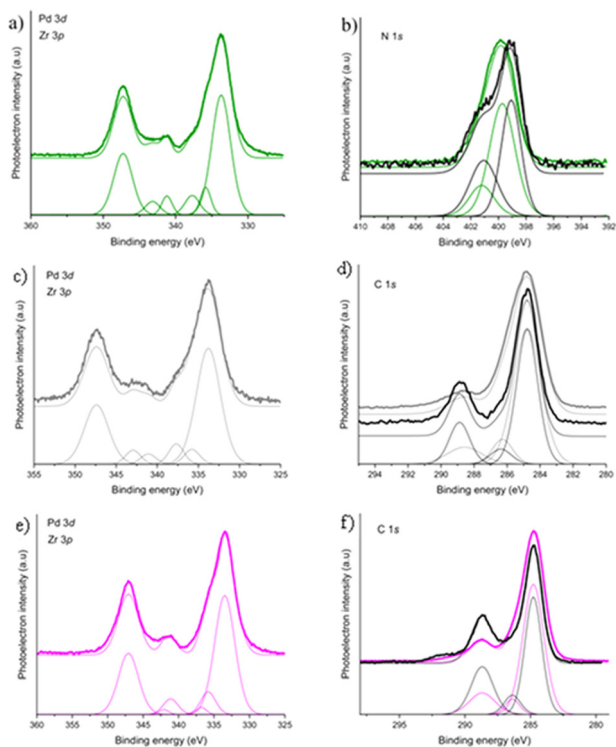 a)
Pd 3d
Zr 3p
Photoelectron intensity (a.u)
360 355 350 345 340 335 330 325
Binding energy (eV)
b)
N 1s
Photoelectron intensity (a.u)
410 408 406 404 402 400 398 396 394 392
Binding energy (eV)
c)
Pd 3d
Zr 3p
Photoelectron intensity (a.u)
355 350 345 340 335 330 325
Binding energy (eV)
d)
C 1s
Photoelectron intensity (a.u)
294 292 290 288 286 284 282 280
Binding energy (eV)
e)
Pd 3d
Zr 3p
Photoelectron intensity (a.u)
360 355 350 345 340 335 330 325
Binding energy (eV)
f)
C 1s
Photoelectron intensity (a.u)
295 290 285 280
Binding energy (eV)